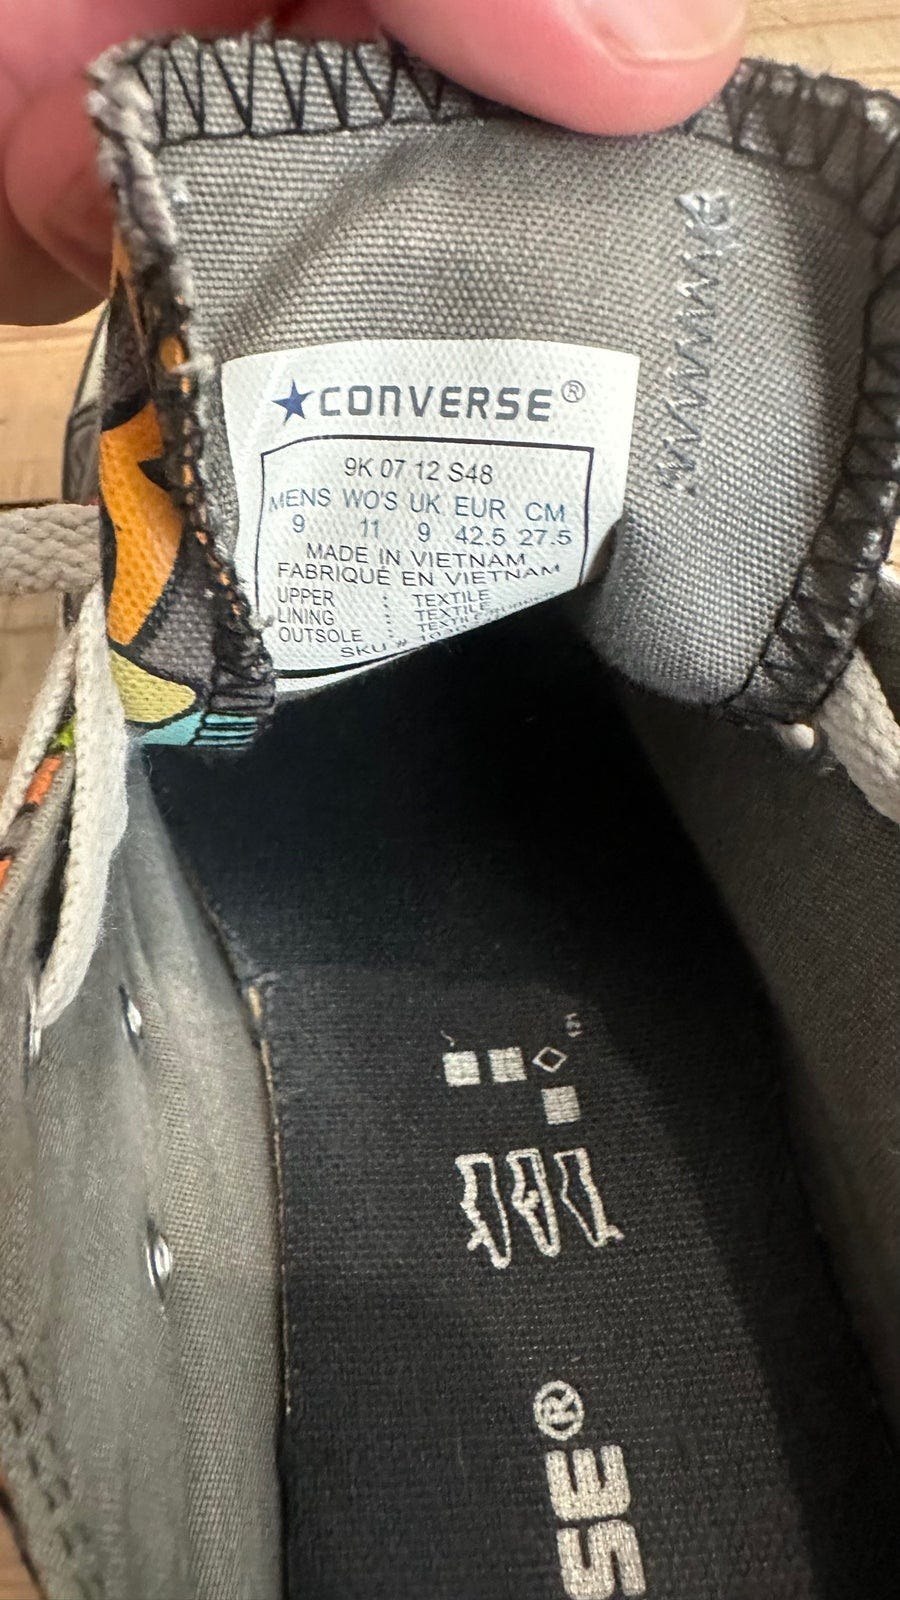 ★CONVERSE®
9K 07 12 S48
MENS WO'S UK EUR CM
9 11 9 42.5 27.5
MADE IN VIETNAM
FABRIQUÉ EN VIETNAM
UPPER : TEXTILE
LINING : TEXTILE
OUTSOLE :
SKU #
SE®